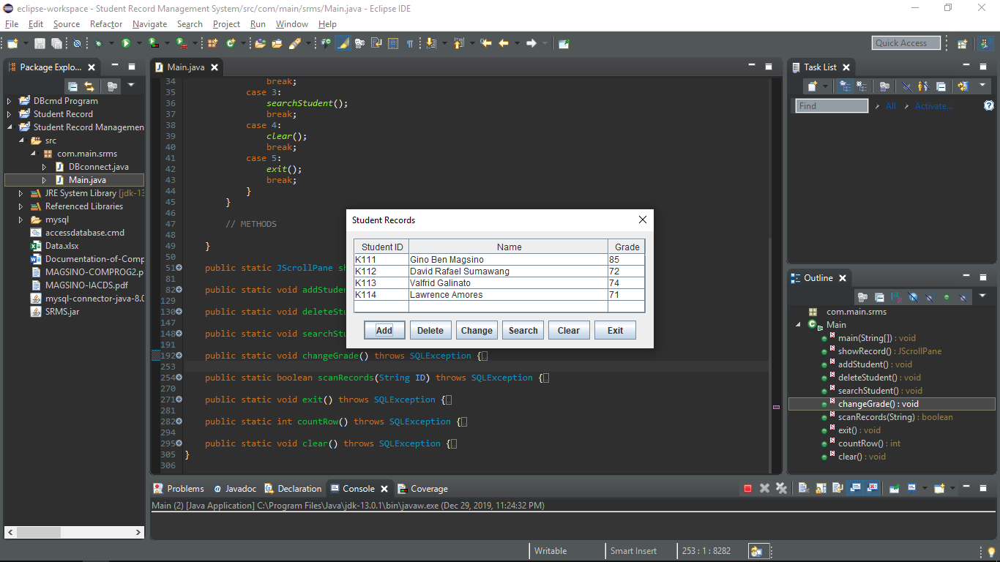 eclipse-workspace - Student Record Management System/src/com/main/srms/Main.java - Eclipse IDE
File Edit Source Refactor Navigate Search Project Run Window Help
Quick Access
Package Explo...
DBcmd Program
Student Record
Student Record Managemen
src
com.main.srms
DBconnect.java
Main.java
JRE System Library [jdk-13
Referenced Libraries
mysql
accessdatabase.cmd
Data.xlsx
Documentation-of-Comp
MAGSINO-COMPROG2.p
MAGSINO-IACDS.pdf
mysql-connector-java-8.0
SRMS.jar
Main.java
34 break;
35 case 3:
36 searchStudent();
37 break;
38 case 4:
39 clear();
40 break;
41 case 5:
42 exit();
43 break;
44 }
45 }
46
47 // METHODS
48
49 }
50
51 public static JScrollPane sh
81
82 public static void addStuden
129
130 public static void deleteStu
147
148 public static void searchStu
191
192 public static void changeGrade() throws SQLException {
253
254 public static boolean scanRecords(String ID) throws SQLException {
270
271 public static void exit() throws SQLException {
281
282 public static int countRow() throws SQLException {
294
295 public static void clear() throws SQLException {
305 }
306
Student Records
Student ID Name Grade
K111 Gino Ben Magsino 85
K112 David Rafael Sumawang 72
K113 Valfrid Galinato 74
K114 Lawrence Amores 71
Add Delete Change Search Clear Exit
Task List
Find All Activate...
Outline
com.main.srms
Main
main(String[]) : void
showRecord() : JScrollPane
addStudent() : void
deleteStudent() : void
searchStudent() : void
changeGrade() : void
scanRecords(String) : boolean
exit() : void
countRow() : int
clear() : void
Problems Javadoc Declaration Console Coverage
Main (2) [Java Application] C:\Program Files\Java\jdk-13.0.1\bin\javaw.exe (Dec 29, 2019, 11:24:32 PM)
Writable Smart Insert 253 : 1 : 8282